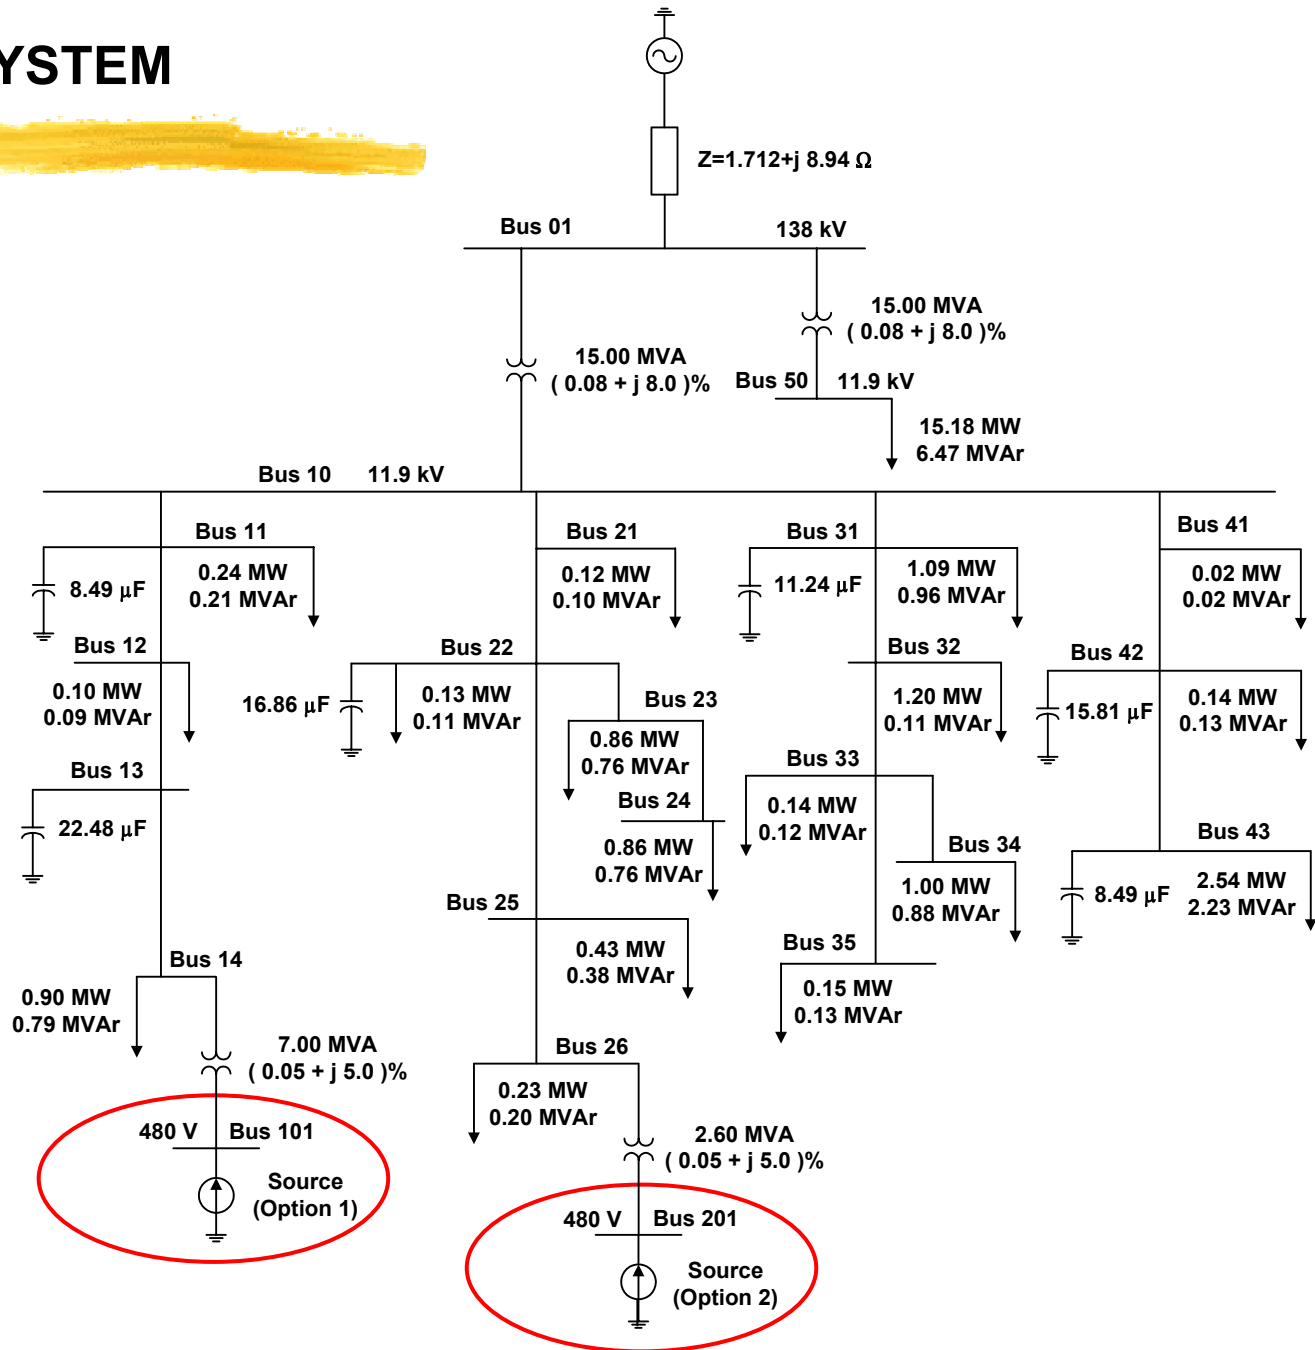 YSTEM
Z=1.712+j 8.94 Ω
Bus 01
138 kV
15.00 MVA
( 0.08 + j 8.0 )%
15.00 MVA
( 0.08 + j 8.0 )%
Bus 50
11.9 kV
15.18 MW
6.47 MVAr
Bus 10
11.9 kV
Bus 11
8.49 µF
0.24 MW
0.21 MVAr
Bus 12
0.10 MW
0.09 MVAr
Bus 13
22.48 µF
Bus 14
0.90 MW
0.79 MVAr
7.00 MVA
( 0.05 + j 5.0 )%
480 V
Bus 101
Source
(Option 1)
Bus 21
0.12 MW
0.10 MVAr
Bus 22
16.86 µF
0.13 MW
0.11 MVAr
Bus 23
0.86 MW
0.76 MVAr
Bus 24
0.86 MW
0.76 MVAr
Bus 25
0.43 MW
0.38 MVAr
Bus 26
0.23 MW
0.20 MVAr
2.60 MVA
( 0.05 + j 5.0 )%
480 V
Bus 201
Source
(Option 2)
Bus 31
11.24 µF
1.09 MW
0.96 MVAr
Bus 32
1.20 MW
0.11 MVAr
Bus 33
0.14 MW
0.12 MVAr
Bus 34
1.00 MW
0.88 MVAr
Bus 35
0.15 MW
0.13 MVAr
Bus 41
0.02 MW
0.02 MVAr
Bus 42
15.81 µF
0.14 MW
0.13 MVAr
Bus 43
8.49 µF
2.54 MW
2.23 MVAr